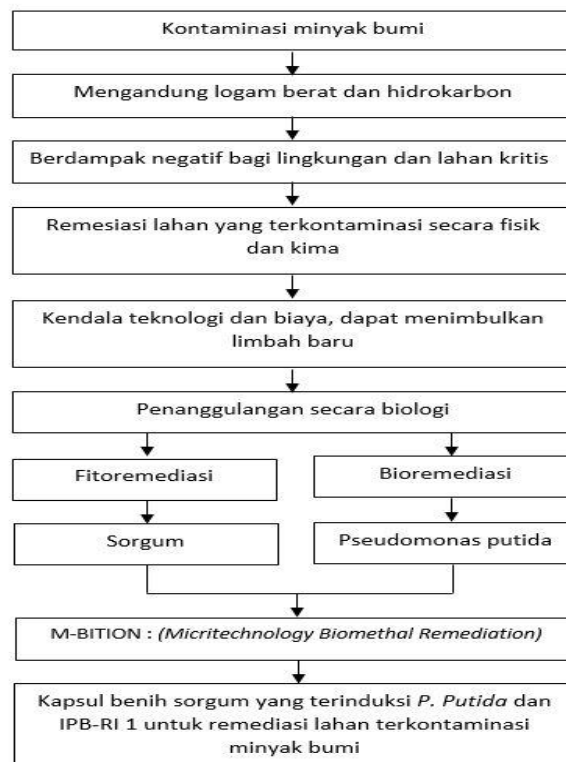 Kontaminasi minyak bumi
Mengandung logam berat dan hidrokarbon
Berdampak negatif bagi lingkungan dan lahan kritis
Remesiasi lahan yang terkontaminasi secara fisik
dan kima
Kendala teknologi dan biaya, dapat menimbulkan
limbah baru
Penanggulangan secara biologi
Fitoremediasi
Bioremediasi
Sorgum
Pseudomonas putida
M-BITION : (Micritechnology Biomethal Remediation)
Kapsul benih sorgum yang terinduksi P. Putida dan
IPB-RI 1 untuk remediasi lahan terkontaminasi
minyak bumi